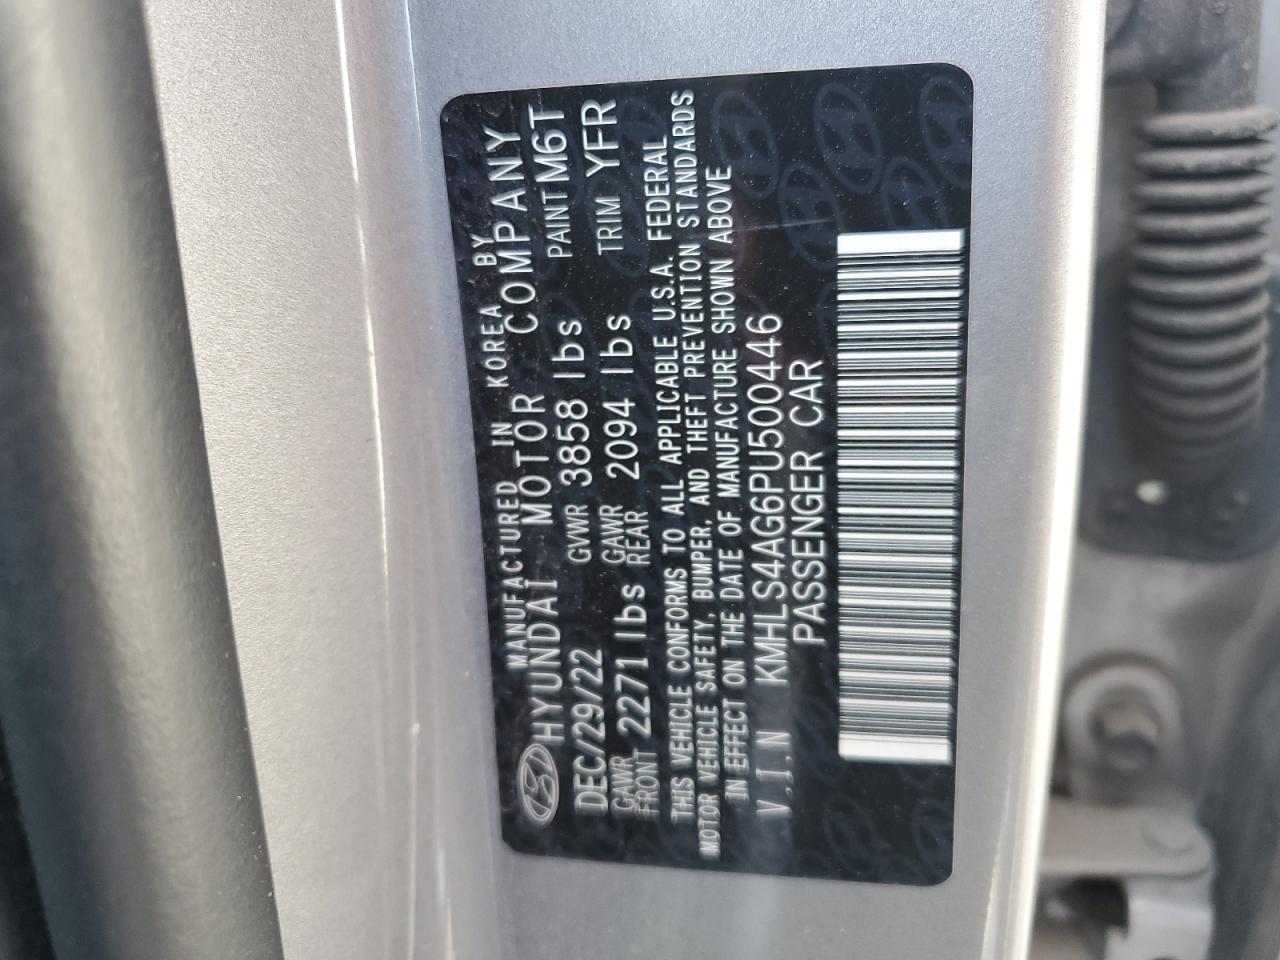 MANUFACTURED IN KOREA BY
HYUNDAI MOTOR COMPANY
DEC/29/22 GVWR 3858 lbs PAINT M6T
GAWR FRONT 2271 lbs GAWR REAR 2094 lbs TRIM YFR
THIS VEHICLE CONFORMS TO ALL APPLICABLE U.S.A. FEDERAL
MOTOR VEHICLE SAFETY, BUMPER, AND THEFT PREVENTION STANDARDS
IN EFFECT ON THE DATE OF MANUFACTURE SHOWN ABOVE
V.I.N KMHLS4AG6PU500446
PASSENGER CAR